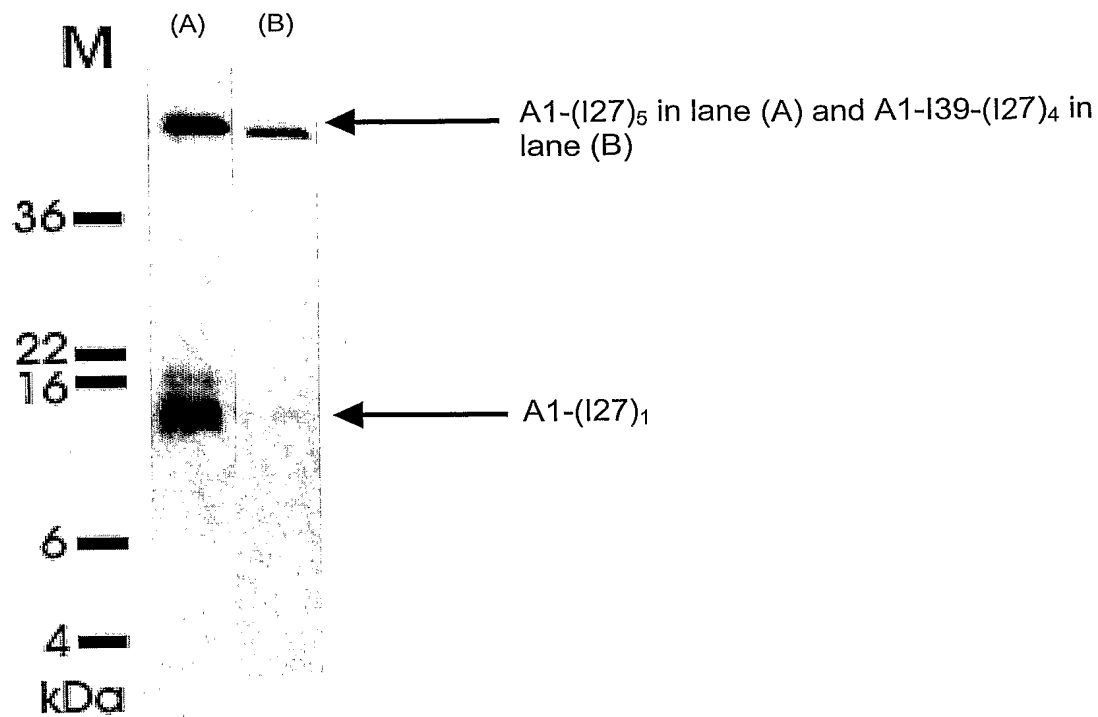 M
(A) (B)
A1-(I27)₅ in lane (A) and A1-I39-(I27)₄ in
lane (B)
36
22
16
A1-(I27)₁
6
4
kDa